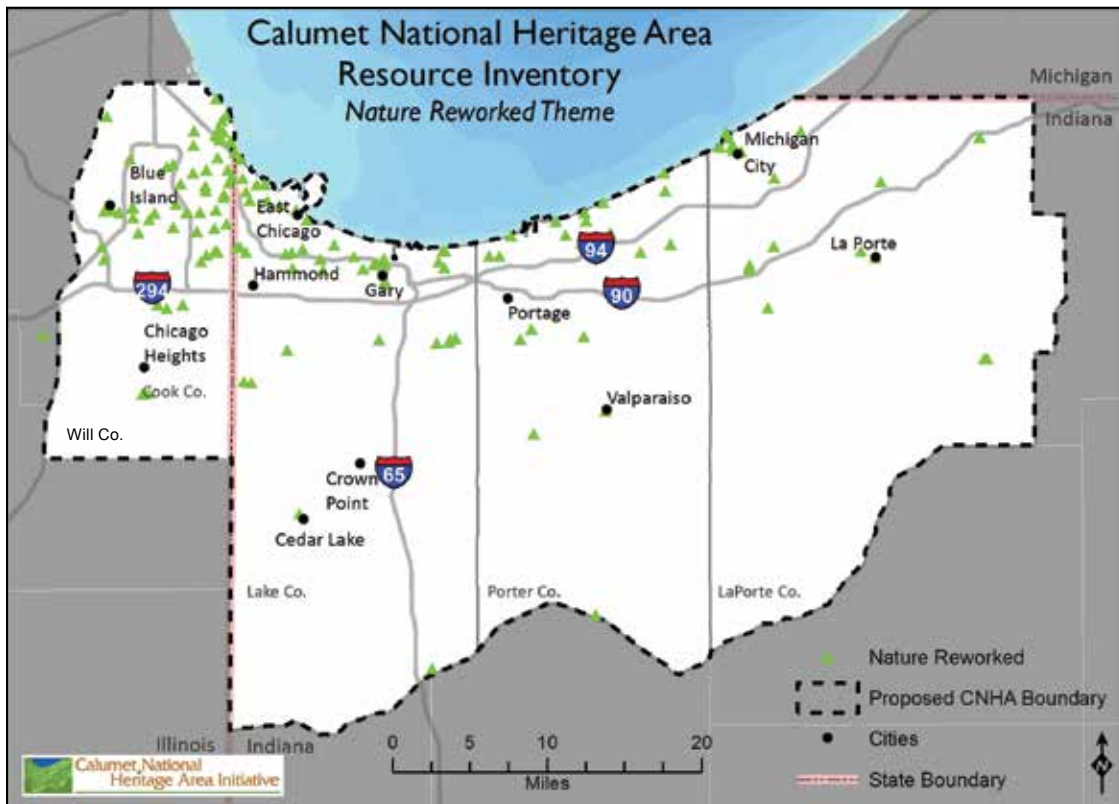 Calumet National Heritage Area
Resource Inventory
Nature Reworked Theme
Michigan
Indiana
Michigan
City
Blue
Island
East
Chicago
La Porte
94
Hammond
294
Gary
90
Portage
Chicago
Heights
Cook Co.
Valparaiso
Will Co.
65
Crown
Point
Cedar Lake
Lake Co.
Porter Co.
LaPorte Co.
Nature Reworked
Proposed CNHA Boundary
Cities
State Boundary
Illinois
Indiana
0 5 10 20
Miles
N
Calumet National
Heritage Area Initiative